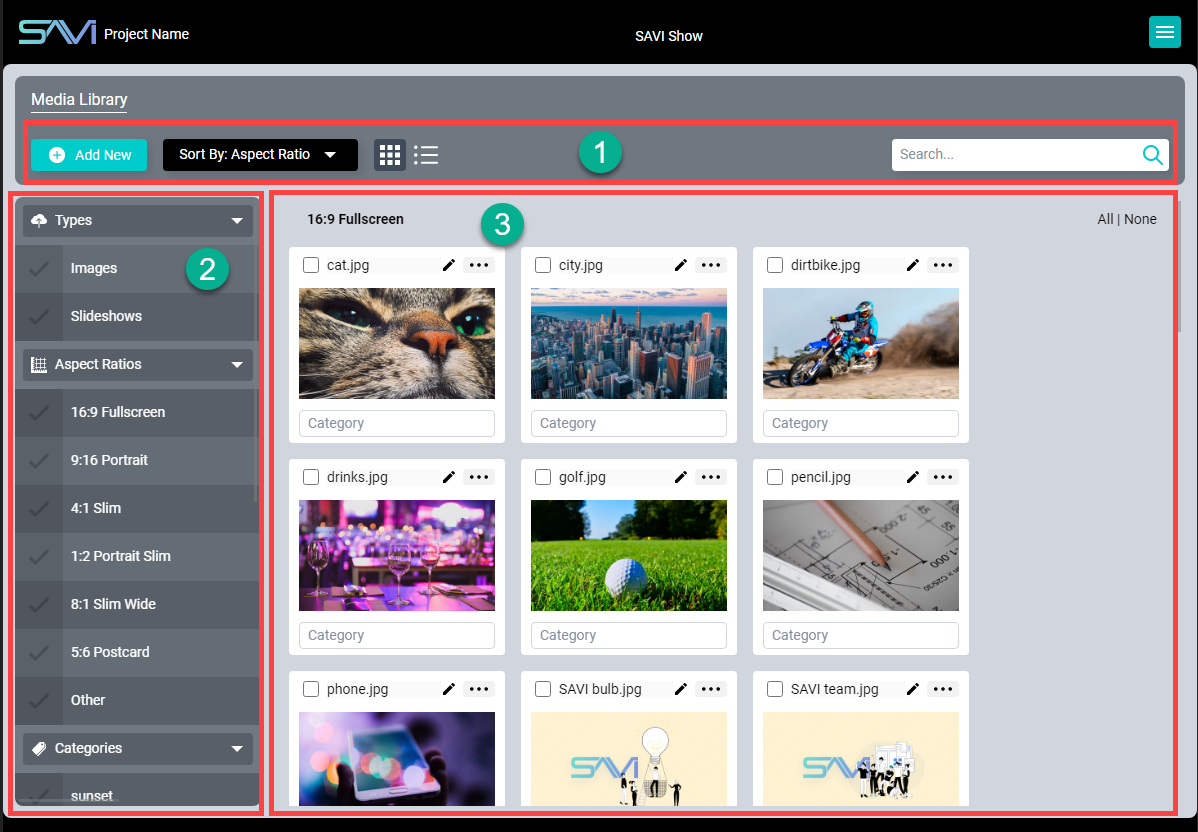 SAVI Project Name
SAVI Show
Media Library
Add New
Sort By: Aspect Ratio
1
Search...
Types
Images
2
Slideshows
Aspect Ratios
16:9 Fullscreen
9:16 Portrait
4:1 Slim
1:2 Portrait Slim
8:1 Slim Wide
5:6 Postcard
Other
Categories
sunset
16:9 Fullscreen
3
All | None
cat.jpg
Category
city.jpg
Category
dirtbike.jpg
Category
drinks.jpg
Category
golf.jpg
Category
pencil.jpg
Category
phone.jpg
SAVI bulb.jpg
SAVI
SAVI team.jpg
SAVI